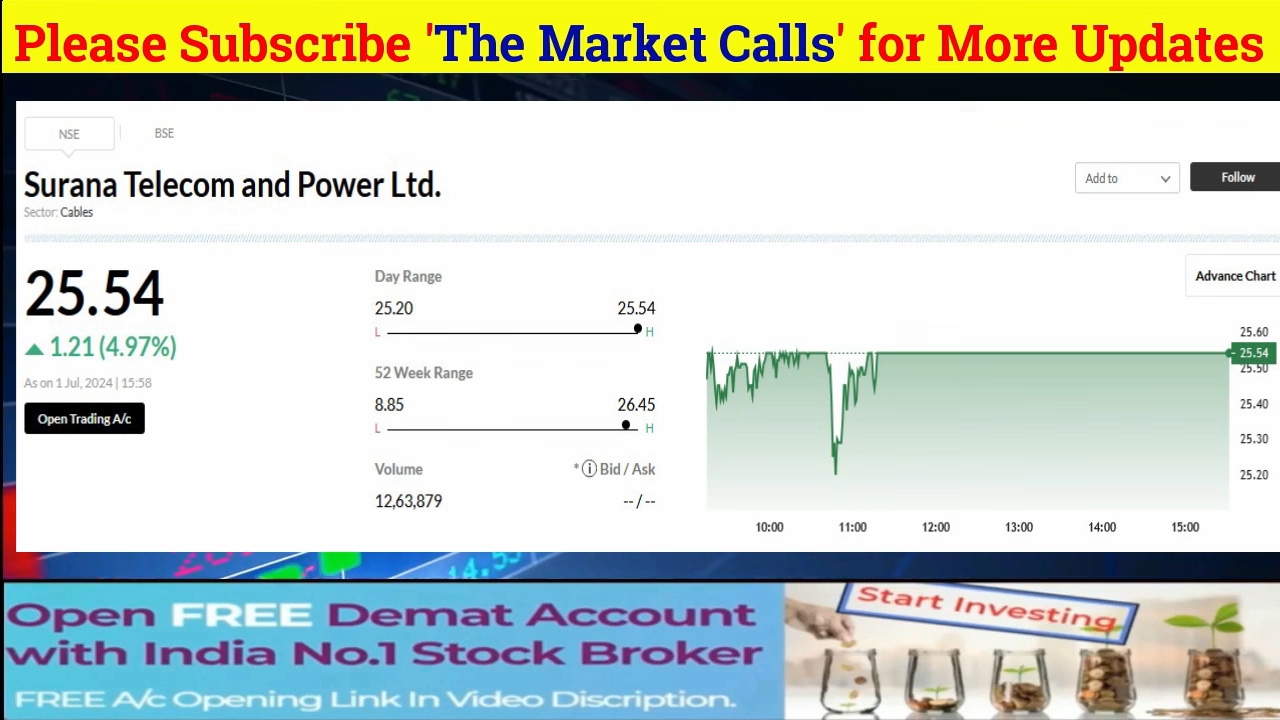 Please Subscribe 'The Market Calls' for More Updates
NSE
BSE
Surana Telecom and Power Ltd.
Sector: Cables
Add to
Follow
25.54
1.21 (4.97%)
As on 1 Jul, 2024 | 15:58
Open Trading A/c
Day Range
25.20 25.54
L H
52 Week Range
8.85 26.45
L H
Volume * i Bid / Ask
12,63,879 -- / --
Advance Chart
25.60
25.54
25.50
25.40
25.30
25.20
10:00 11:00 12:00 13:00 14:00 15:00
14.55
Open FREE Demat Account
with India No.1 Stock Broker
FREE A/c Opening Link In Video Discription.
Start Investing